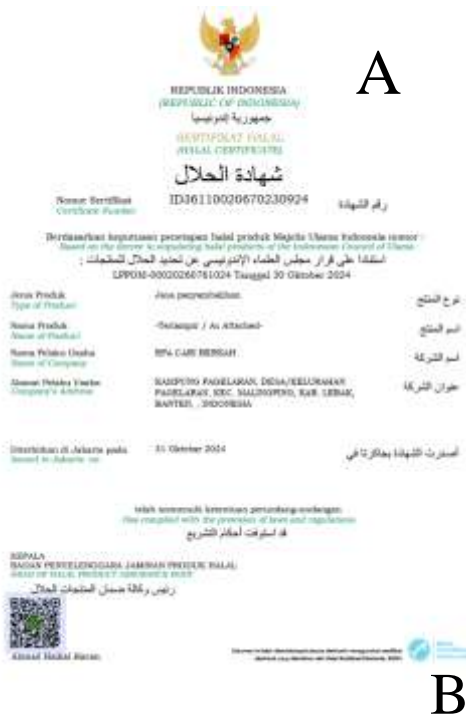 A
REPUBLIK INDONESIA
(REPUBLIC OF INDONESIA)
جمهورية إندونيسيا
SERTIFIKAT HALAL
(HALAL CERTIFICATE)
شهادة الحلال
Nomor Sertifikat ID36110020670230924 رقم الشهادة
Certificate Number
Berdasarkan keputusan penetapan halal produk Majelis Ulama Indonesia nomor :
Based on the decree in stipulating halal products of the Indonesian Council of Ulama
استنادا على قرار مجلس العلماء الإندونيسي عن تحديد الحلال للمنتجات :
LPPOM-00020260761024 Tanggal 30 Oktober 2024
Jenis Produk Jasa penyembelihan نوع المنتج
Type of Product
Nama Produk -Terlampir / As Attached- اسم المنتج
Name of Product
Nama Pelaku Usaha RPA CARI BERKAH اسم الشركة
Name of Company
Alamat Pelaku Usaha KAMPUNG PAGELARAN, DESA/KELURAHAN عنوان الشركة
Company's Address PAGELARAN, KEC. MALINGPING, KAB. LEBAK,
BANTEN, , INDONESIA
Diterbitkan di Jakarta pada 31 Oktober 2024 أصدرت الشهادة بجاكرتا في
Issued in Jakarta on
telah memenuhi ketentuan perundang-undangan
Has complied with the provision of laws and regulations
قد استوفت أحكام التشريع
KEPALA
BADAN PENYELENGGARA JAMINAN PRODUK HALAL
HEAD OF HALAL PRODUCT ASSURANCE BODY
رئيس وكالة ضمان المنتجات الحلال
Ahmad Haikal Hasan
B